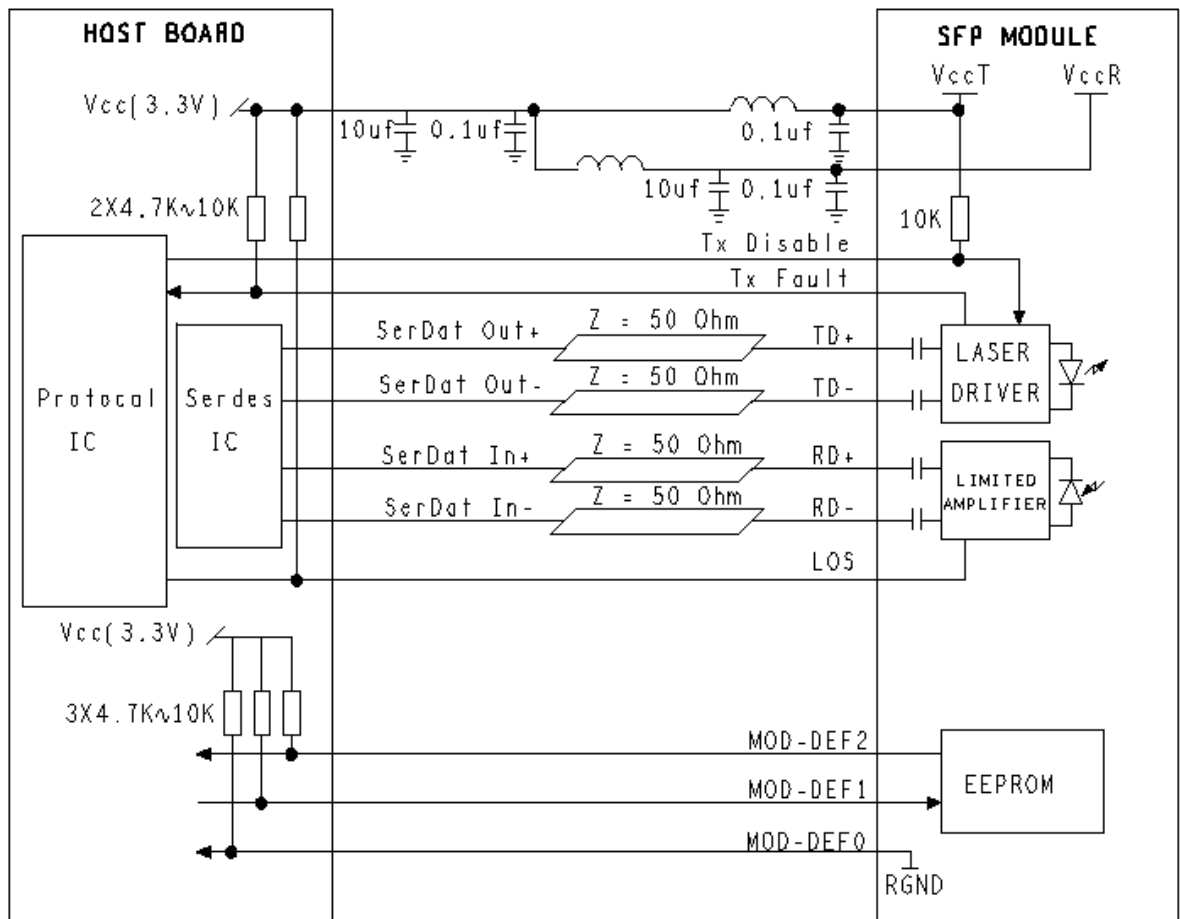 HOST BOARD
SFP MODULE
VccT
VccR
Vcc(3.3V)
10uf
0.1uf
0.1uf
10uf
0.1uf
2X4.7K~10K
10K
Tx Disable
Tx Fault
Z = 50 Ohm
SerDat Out+
TD+
LASER
DRIVER
Z = 50 Ohm
SerDat Out-
TD-
Protocal
IC
Serdes
IC
Z = 50 Ohm
SerDat In+
RD+
LIMITED
AMPLIFIER
Z = 50 Ohm
SerDat In-
RD-
LOS
Vcc(3.3V)
3X4.7K~10K
MOD-DEF2
EEPROM
MOD-DEF1
MOD-DEF0
RGND